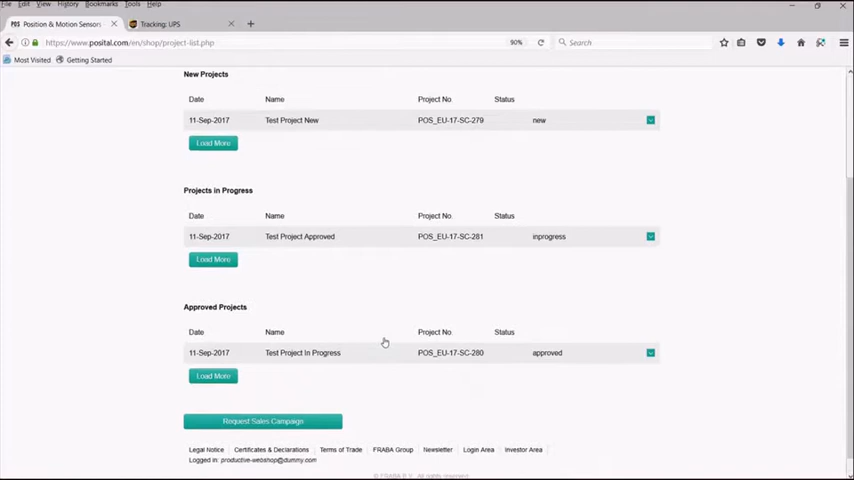 File Edit View History Bookmarks Tools Help
POS Position & Motion Sensors
Tracking: UPS
https://www.posital.com/en/shop/project-list.php 90% Search
Most Visited Getting Started
New Projects
Date Name Project No. Status
11-Sep-2017 Test Project New POS_EU-17-SC-279 new
Load More
Projects in Progress
Date Name Project No. Status
11-Sep-2017 Test Project Approved POS_EU-17-SC-281 inprogress
Load More
Approved Projects
Date Name Project No. Status
11-Sep-2017 Test Project In Progress POS_EU-17-SC-280 approved
Load More
Request Sales Campaign
Legal Notice Certificates & Declarations Terms of Trade FRABA Group Newsletter Login Area Investor Area
Logged in: productive-webshop@dummy.com
© FRABA B.V., All rights reserved.